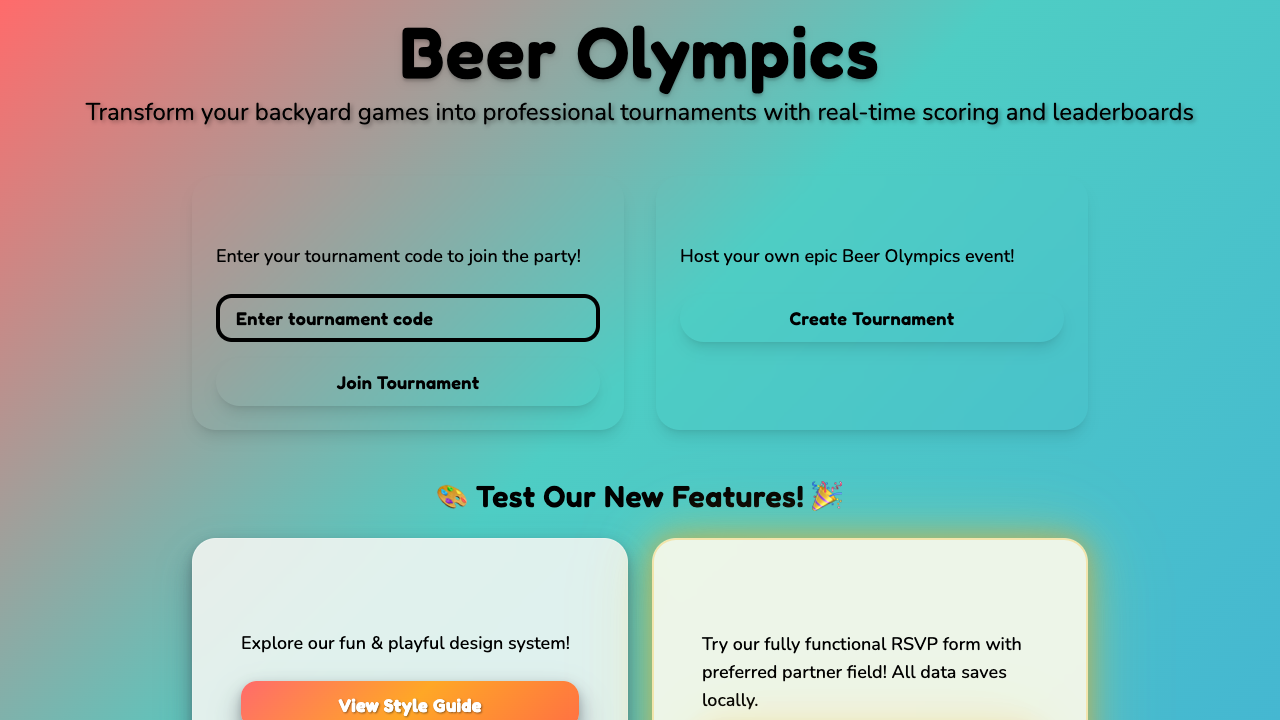 Beer Olympics
Transform your backyard games into professional tournaments with real-time scoring and leaderboards
Enter your tournament code to join the party!
Enter tournament code
Join Tournament
Host your own epic Beer Olympics event!
Create Tournament
🎨 Test Our New Features! 🎉
Explore our fun & playful design system!
View Style Guide
Try our fully functional RSVP form with
preferred partner field! All data saves
locally.